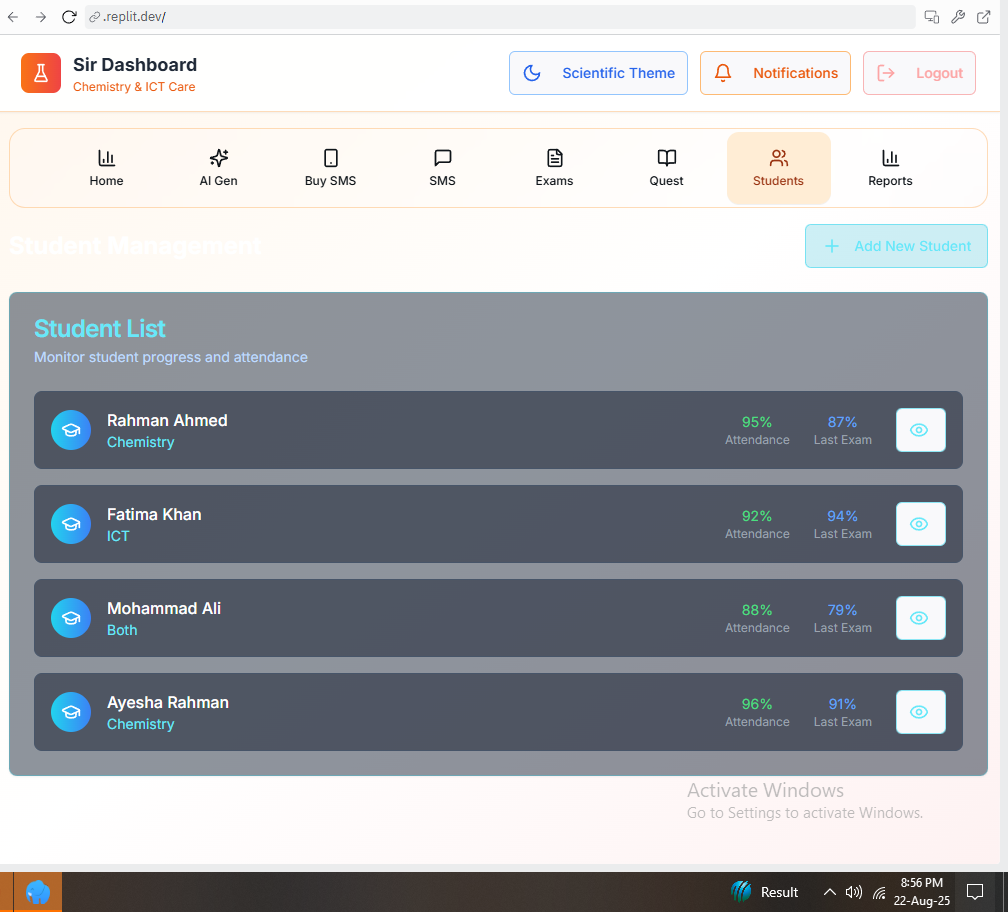 .replit.dev/
Sir Dashboard
Chemistry & ICT Care
Scientific Theme
Notifications
Logout
Home
AI Gen
Buy SMS
SMS
Exams
Quest
Students
Reports
Student Management
Add New Student
Student List
Monitor student progress and attendance
Rahman Ahmed
Chemistry
95%
Attendance
87%
Last Exam
Fatima Khan
ICT
92%
Attendance
94%
Last Exam
Mohammad Ali
Both
88%
Attendance
79%
Last Exam
Ayesha Rahman
Chemistry
96%
Attendance
91%
Last Exam
Activate Windows
Go to Settings to activate Windows.
Result
8:56 PM
22-Aug-25